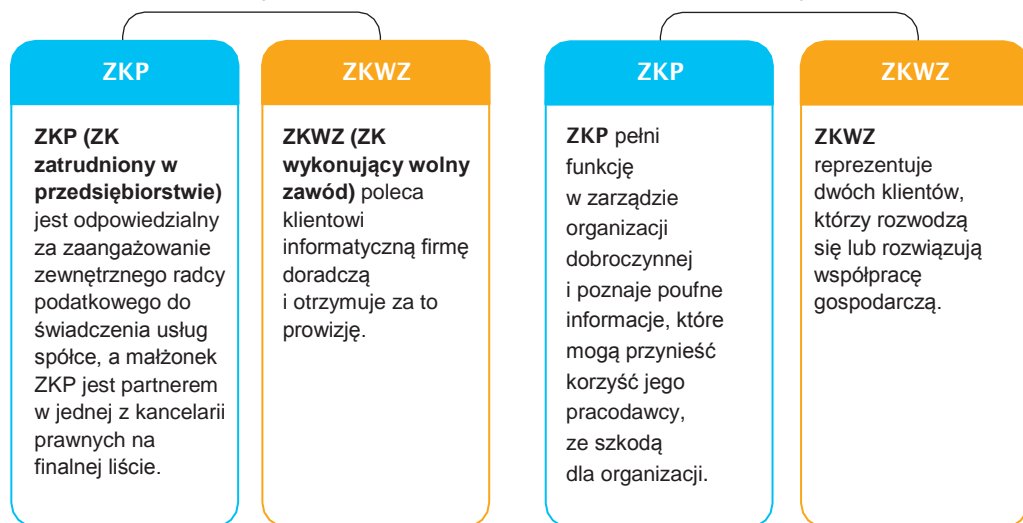 ZKP
ZKP (ZK
zatrudniony w
przedsiębiorstwie)
jest odpowiedzialny
za zaangażowanie
zewnętrznego radcy
podatkowego do
świadczenia usług
spółce, a małżonek
ZKP jest partnerem
w jednej z kancelarii
prawnych na
finalnej liście.
ZKWZ
ZKWZ (ZK
wykonujący wolny
zawód) poleca
klientowi
informatyczną firmę
doradczą
i otrzymuje za to
prowizję.
ZKP
ZKP pełni
funkcję
w zarządzie
organizacji
dobroczynnej
i poznaje poufne
informacje, które
mogą przynieść
korzyść jego
pracodawcy,
ze szkodą
dla organizacji.
ZKWZ
ZKWZ
reprezentuje
dwóch klientów,
którzy rozwodzą
się lub rozwiązują
współpracę
gospodarczą.